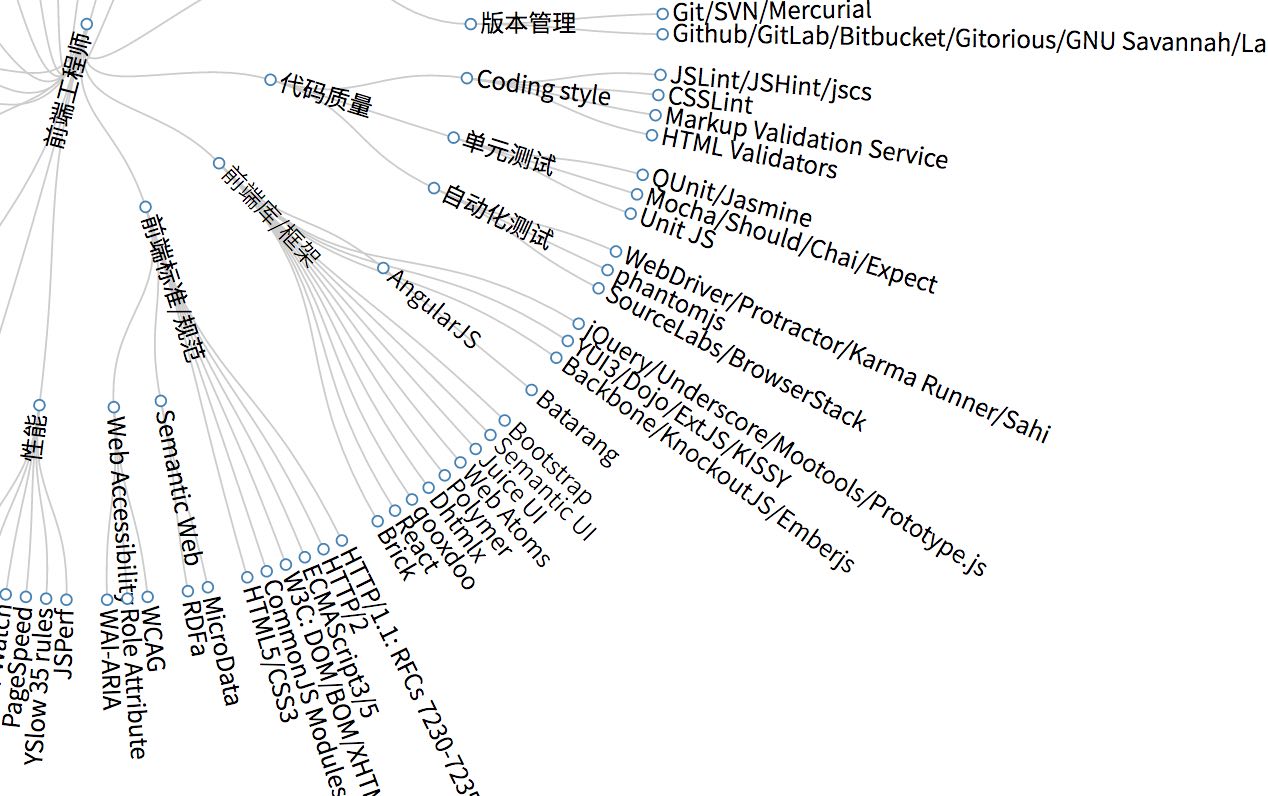 前端工程师
版本管理
Git/SVN/Mercurial
Github/GitLab/Bitbucket/Gitorious/GNU Savannah/La
代码质量
Coding style
JSLint/JSHint/jscs
CSSLint
Markup Validation Service
HTML Validators
单元测试
QUnit/Jasmine
Mocha/Should/Chai/Expect
Unit JS
自动化测试
WebDriver/Protractor/Karma Runner/Sahi
phantomjs
SourceLabs/BrowserStack
前端库/框架
jQuery/Underscore/Mootools/Prototype.js
YUI3/Dojo/ExtJS/KISSY
Backbone/KnockoutJS/Emberjs
AngularJS
Batarang
Bootstrap
Semantic UI
Juice UI
Web Atoms
Polymer
Dhtmlx
qooxdoo
React
Brick
前端标准/规范
HTTP/1.1: RFCs 7230-7235
HTTP/2
ECMAScript3/5
W3C: DOM/BOM/XHTM
CommonJS Modules
HTML5/CSS3
Semantic Web
MicroData
RDFa
Web Accessibility
WCAG
Role Attribute
WAI-ARIA
性能
JSPerf
YSlow 35 rules
PageSpeed